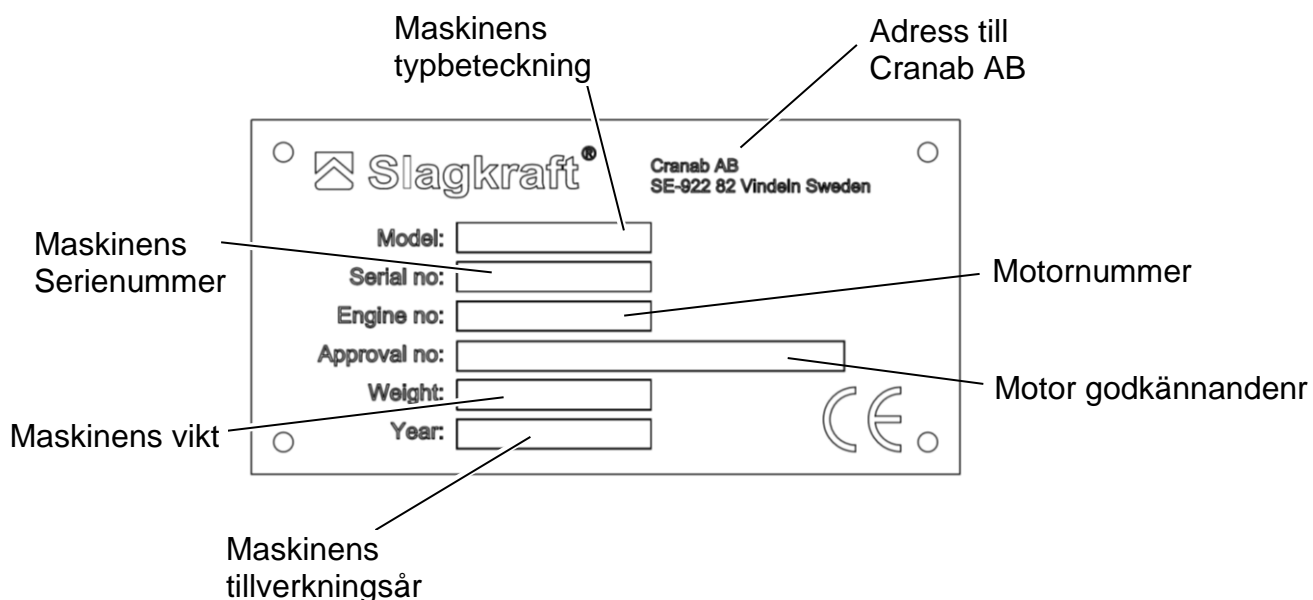 Maskinens
typbeteckning
Adress till
Cranab AB
Slagkraft®
Cranab AB
SE-922 82 Vindeln Sweden
Maskinens
Serienummer
Model:
Serial no:
Engine no:
Approval no:
Weight:
Year:
CE
Motornummer
Motor godkännandenr
Maskinens vikt
Maskinens
tillverkningsår